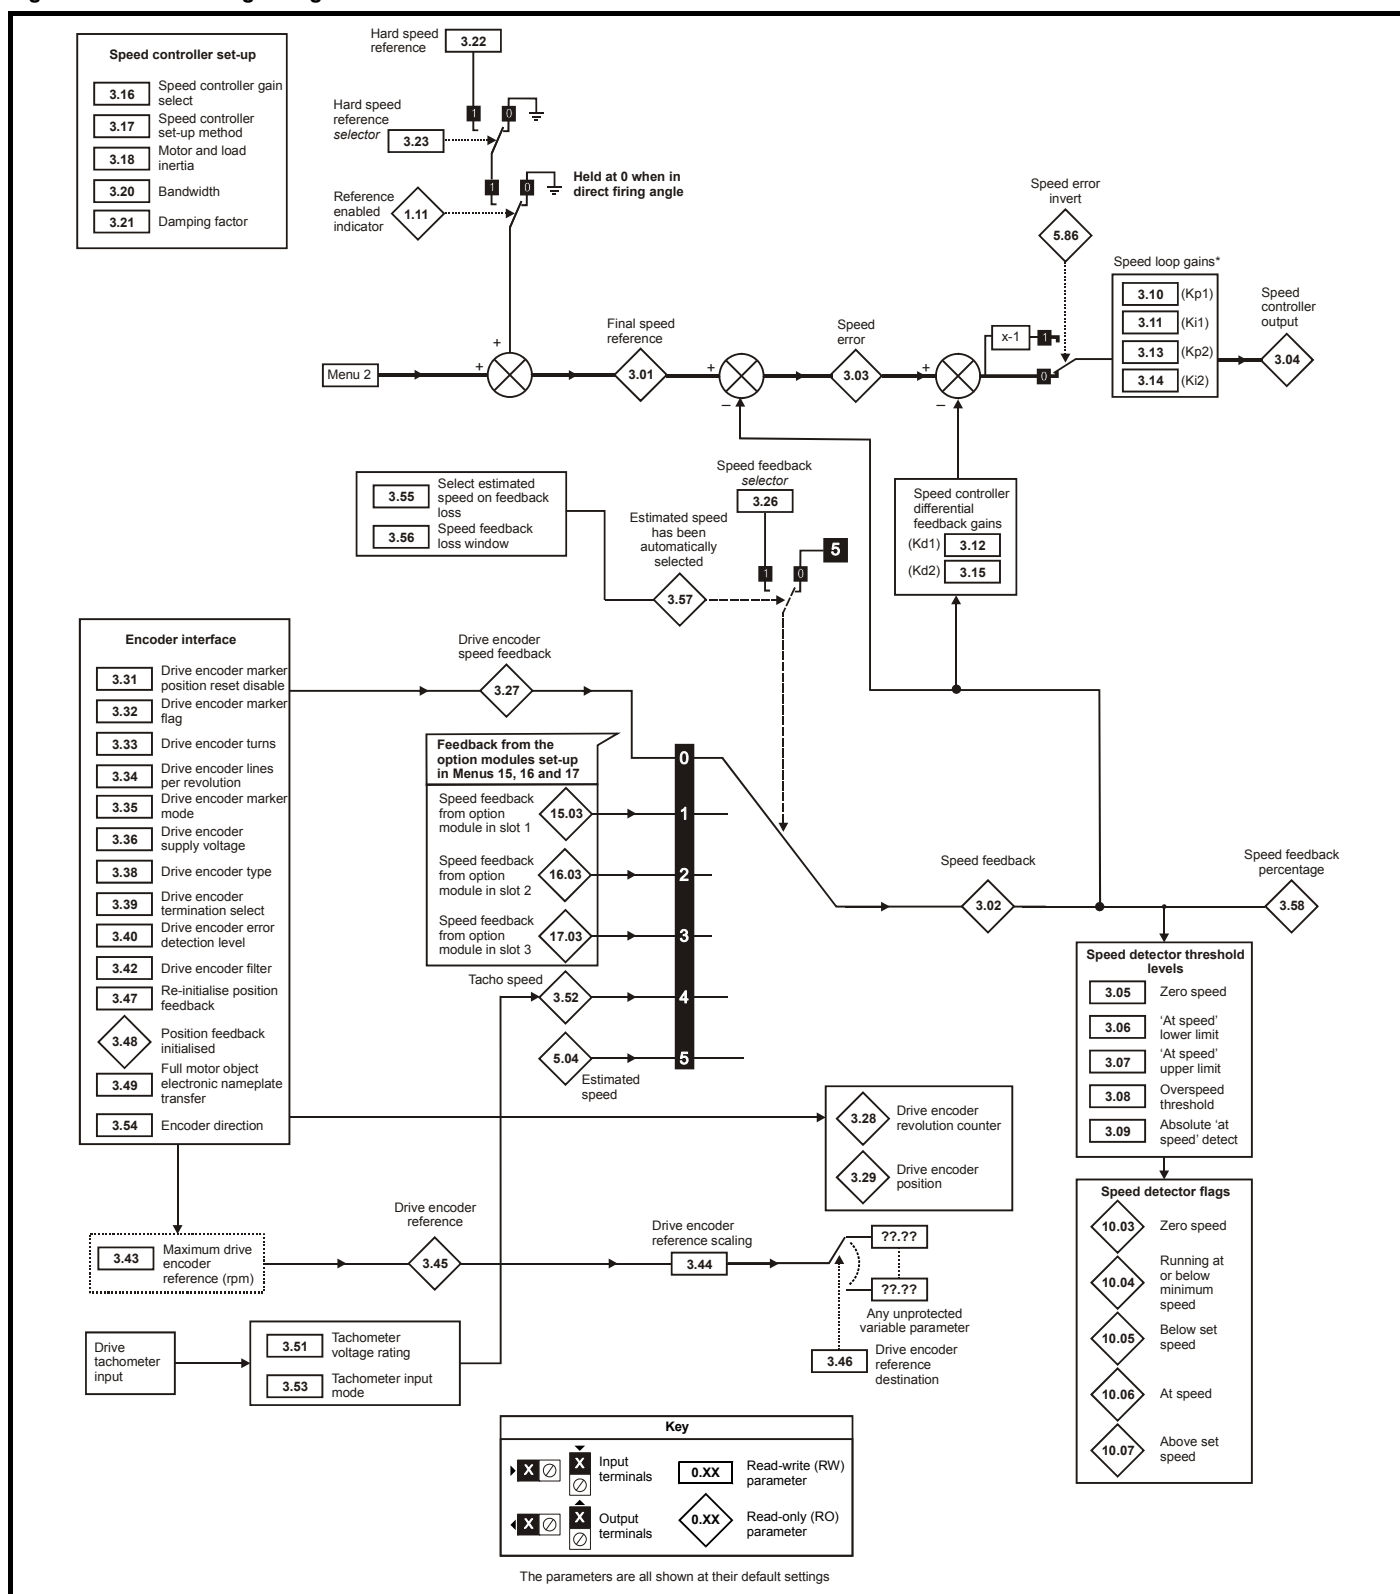 Speed controller set-up
3.16
Speed controller gain
select
3.17
Speed controller
set-up method
3.18
Motor and load
inertia
3.20
Bandwidth
3.21
Damping factor
Hard speed
reference
3.22
1
0
Hard speed
reference
selector
3.23
1
0
Held at 0 when in
direct firing angle
Reference
enabled
indicator
1.11
Speed error
invert
5.86
Menu 2
+
+
Final speed
reference
3.01
+
–
Speed
error
3.03
+
–
x-1
1
0
Speed loop gains*
3.10
(Kp1)
3.11
(Ki1)
3.13
(Kp2)
3.14
(Ki2)
Speed
controller
output
3.04
3.55
Select estimated
speed on feedback
loss
3.56
Speed feedback
loss window
Estimated speed
has been
automatically
selected
3.57
Speed feedback
selector
3.26
1
0
5
Speed controller
differential
feedback gains
(Kd1)
3.12
(Kd2)
3.15
Encoder interface
3.31
Drive encoder marker
position reset disable
3.32
Drive encoder marker
flag
3.33
Drive encoder turns
3.34
Drive encoder lines
per revolution
3.35
Drive encoder marker
mode
3.36
Drive encoder
supply voltage
3.38
Drive encoder type
3.39
Drive encoder
termination select
3.40
Drive encoder error
detection level
3.42
Drive encoder filter
3.47
Re-initialise position
feedback
3.48
Position feedback
initialised
3.49
Full motor object
electronic nameplate
transfer
3.54
Encoder direction
Drive encoder
speed feedback
3.27
Feedback from the
option modules set-up
in Menus 15, 16 and 17
Speed feedback
from option
module in slot 1
15.03
Speed feedback
from option
module in slot 2
16.03
Speed feedback
from option
module in slot 3
17.03
Tacho speed
3.52
5.04
Estimated
speed
0
1
2
3
4
5
Speed feedback
3.02
Speed feedback
percentage
3.58
Speed detector threshold
levels
3.05
Zero speed
3.06
‘At speed’
lower limit
3.07
‘At speed’
upper limit
3.08
Overspeed
threshold
3.09
Absolute ‘at
speed’ detect
Speed detector flags
10.03
Zero speed
10.04
Running at
or below
minimum
speed
10.05
Below set
speed
10.06
At speed
10.07
Above set
speed
3.28
Drive encoder
revolution counter
3.29
Drive encoder
position
3.43
Maximum drive
encoder
reference (rpm)
Drive encoder
reference
3.45
Drive encoder
reference scaling
3.44
??.??
??.??
Any unprotected
variable parameter
3.46
Drive encoder
reference
destination
Drive
tachometer
input
3.51
Tachometer
voltage rating
3.53
Tachometer input
mode
Key
X
X
Input
terminals
0.XX
Read-write (RW)
parameter
X
X
Output
terminals
0.XX
Read-only (RO)
parameter
The parameters are all shown at their default settings